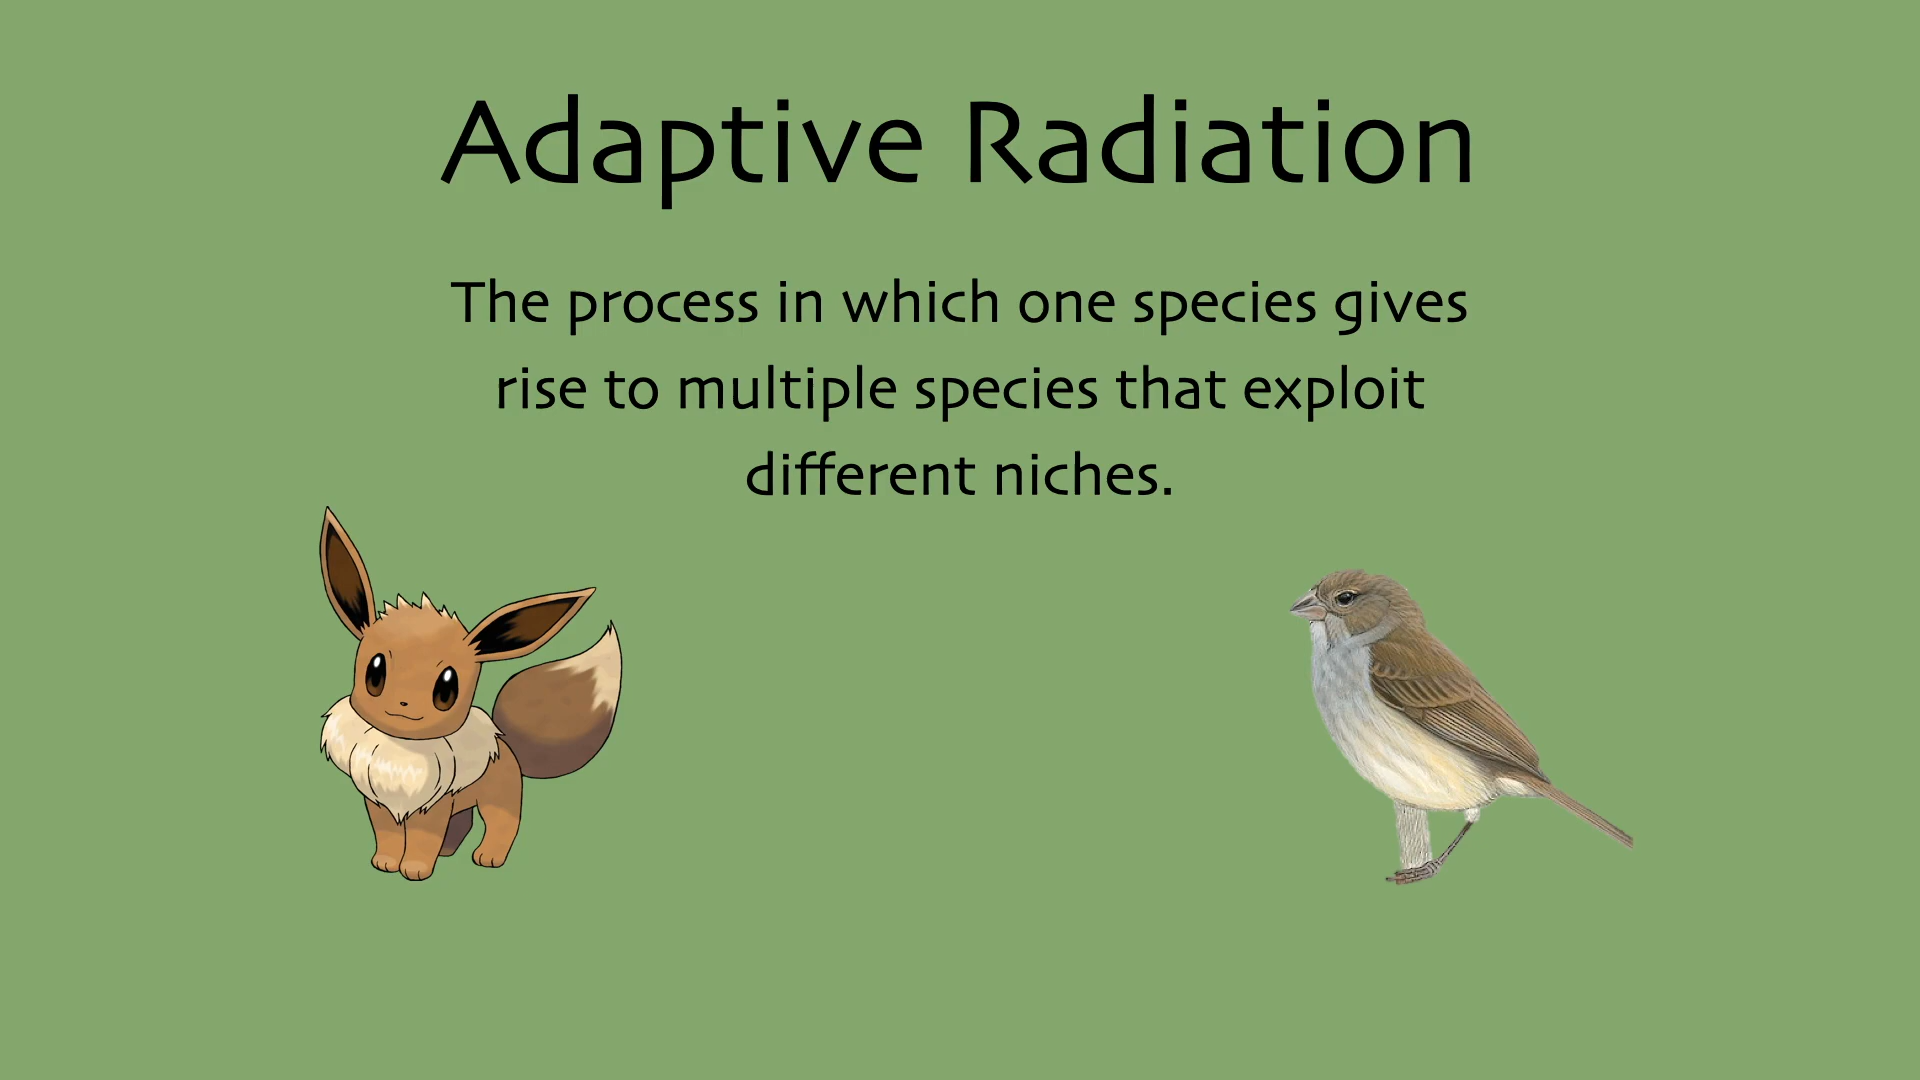 Adaptive Radiation
The process in which one species gives
rise to multiple species that exploit
different niches.